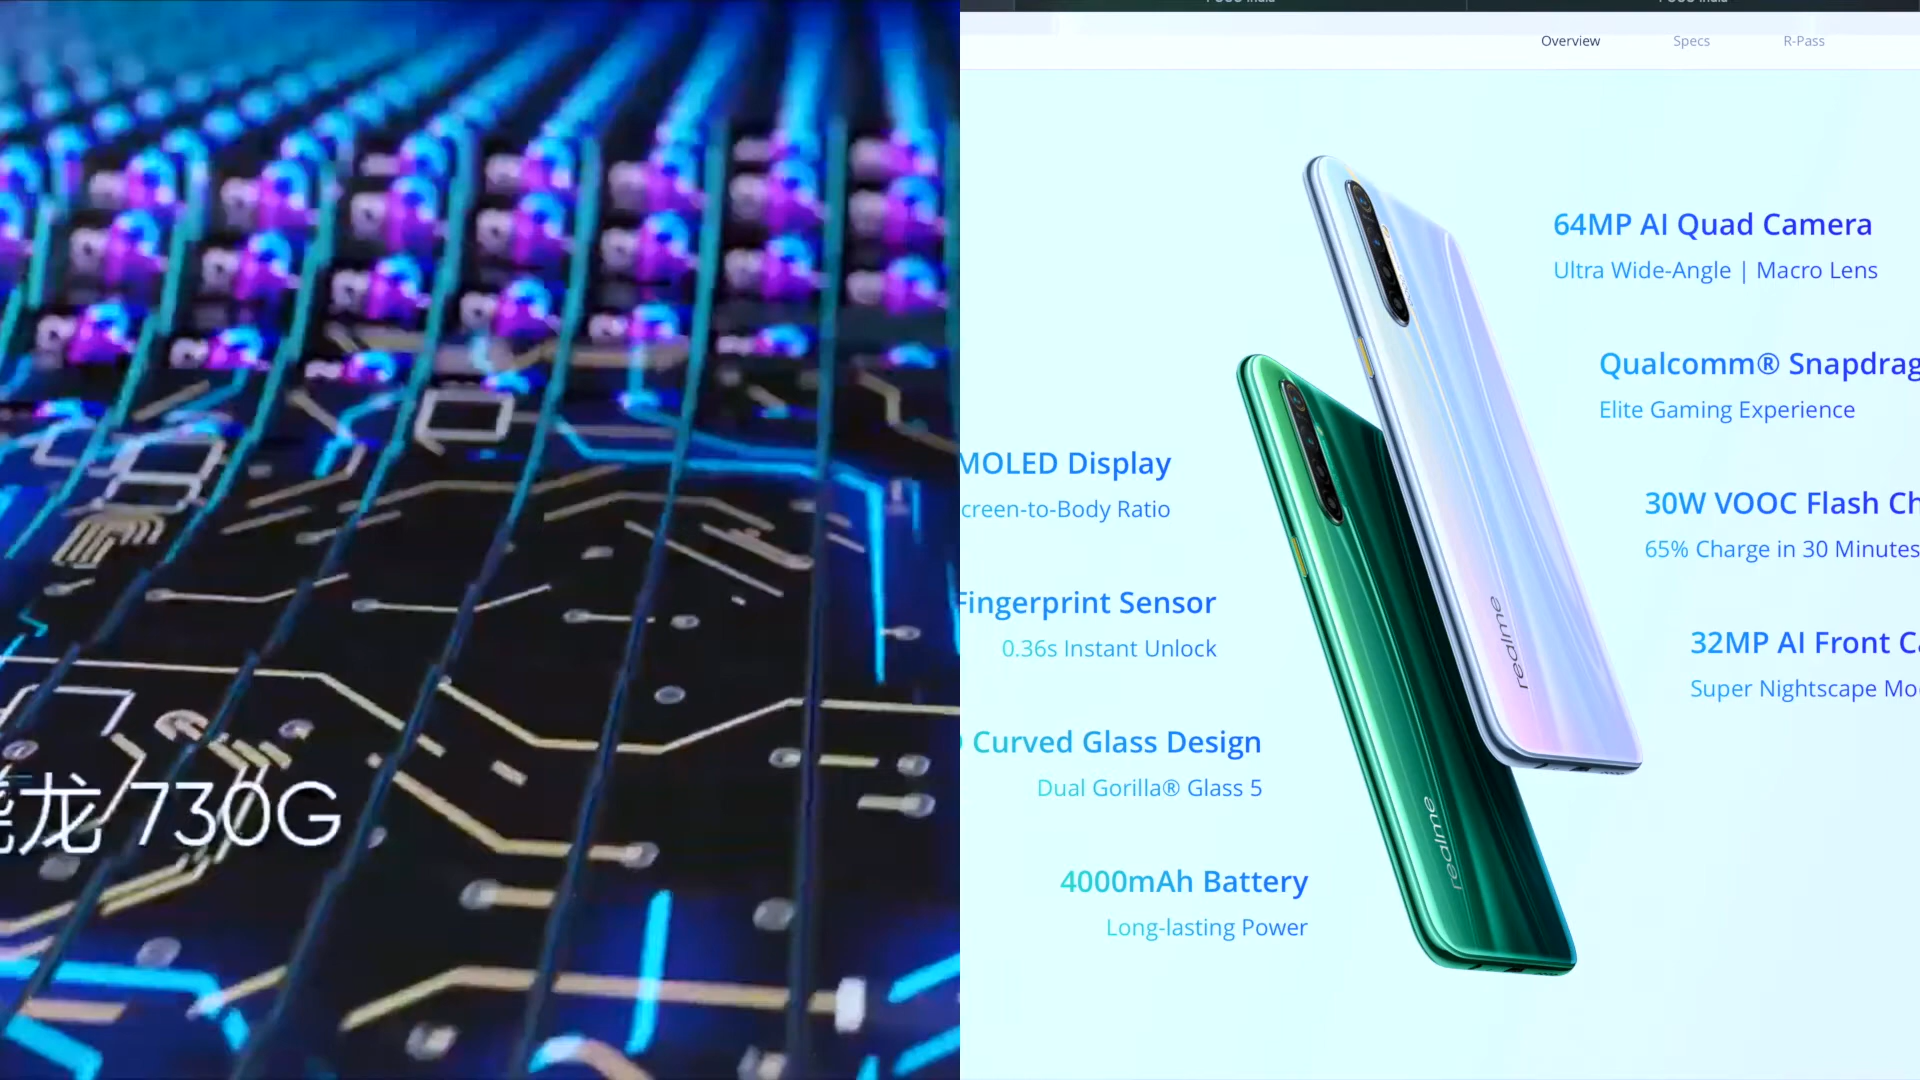 龙 730G
Overview
Specs
R-Pass
64MP AI Quad Camera
Ultra Wide-Angle | Macro Lens
Qualcomm® Snapdrag
Elite Gaming Experience
MOLED Display
creen-to-Body Ratio
30W VOOC Flash Ch
65% Charge in 30 Minutes
Fingerprint Sensor
0.36s Instant Unlock
32MP AI Front Ca
Super Nightscape Mo
Curved Glass Design
Dual Gorilla® Glass 5
4000mAh Battery
Long-lasting Power
realme
realme